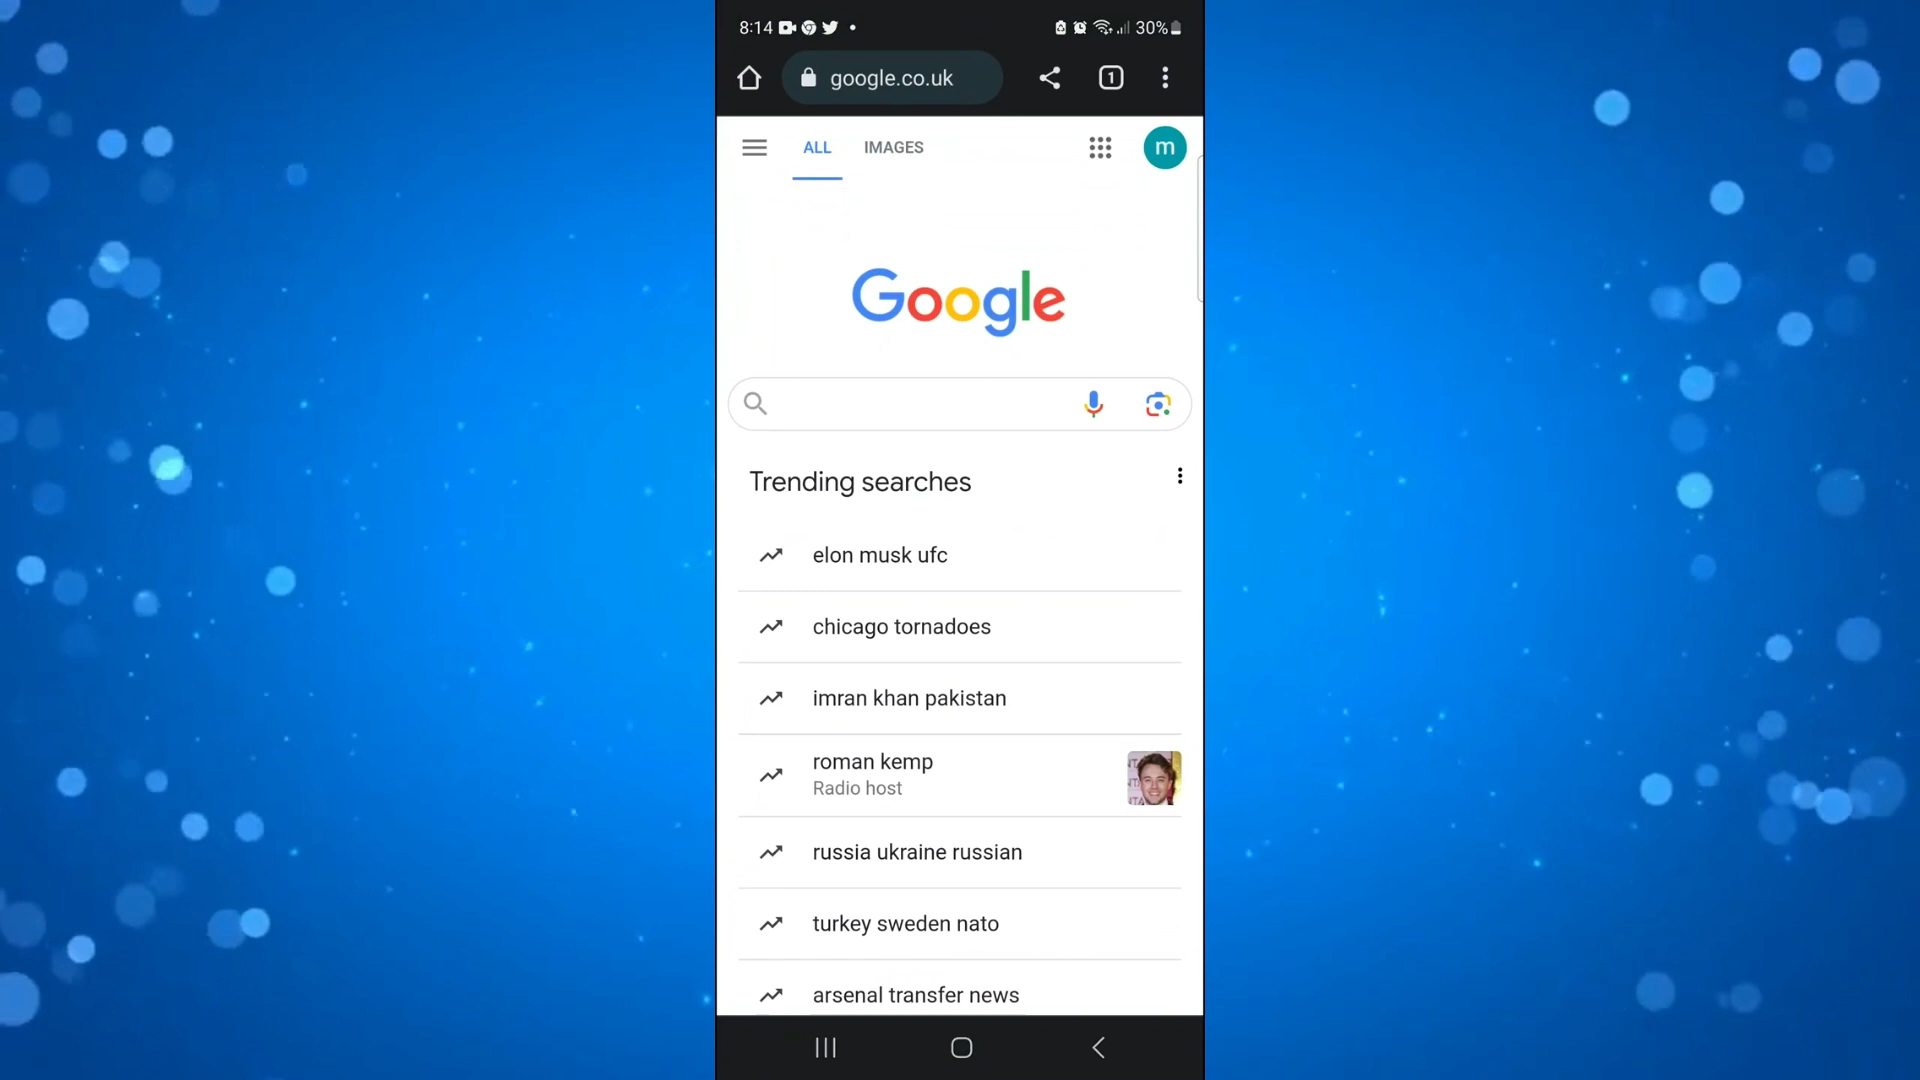 8:14 30%
google.co.uk 1
ALL IMAGES m
Google
Trending searches
elon musk ufc
chicago tornadoes
imran khan pakistan
roman kemp
Radio host
russia ukraine russian
turkey sweden nato
arsenal transfer news